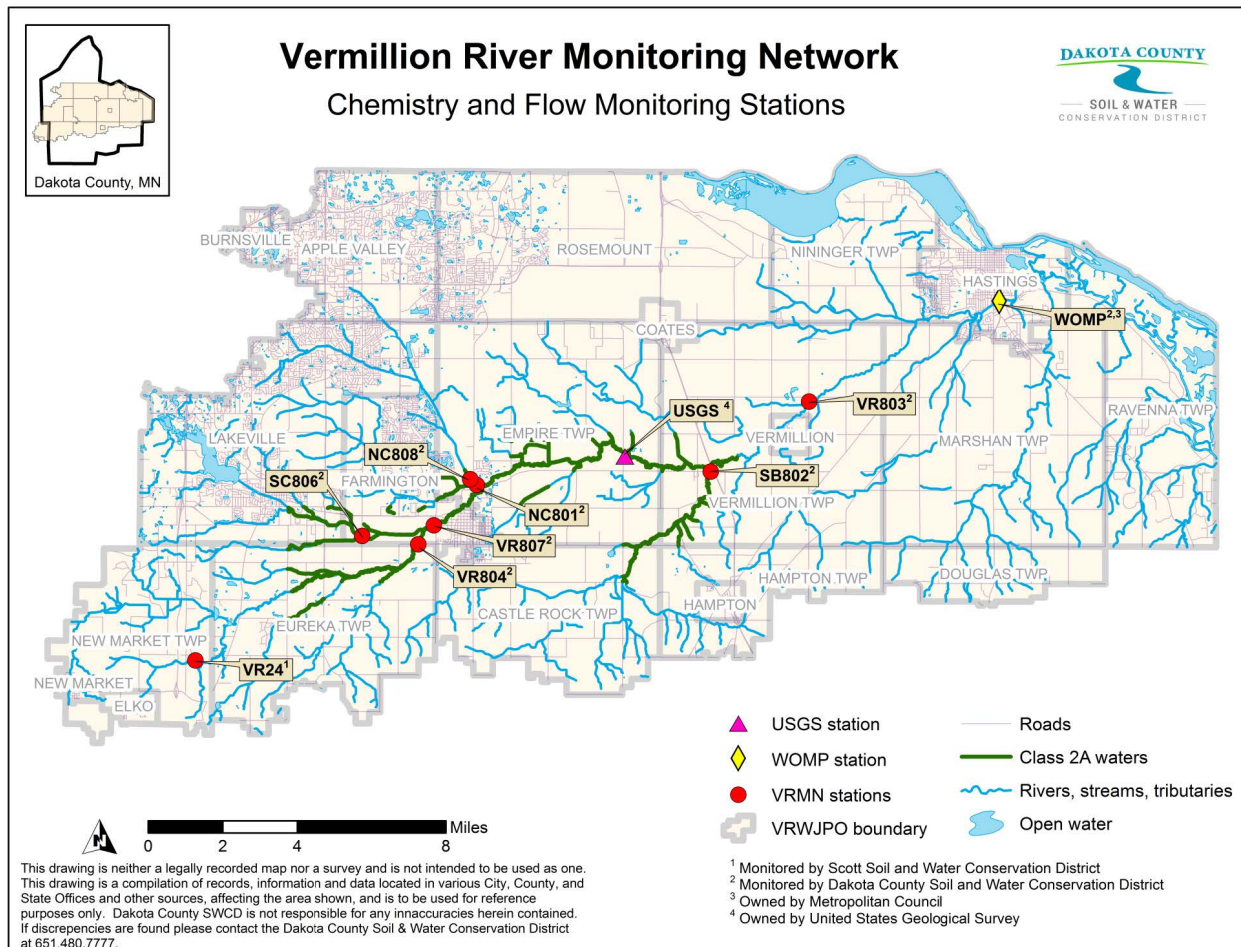 Vermillion River Monitoring Network
Chemistry and Flow Monitoring Stations
Dakota County, MN
DAKOTA COUNTY
SOIL & WATER
CONSERVATION DISTRICT
BURNSVILLE
APPLE VALLEY
ROSEMOUNT
NININGER TWP
HASTINGS
WOMP2,3
COATES
USGS 4
VR803²
RAVENNA TWP
LAKEVILLE
EMPIRE TWP
VERMILLION
MARSHAN TWP
NC808²
SC806²
FARMINGTON
SB802²
NC801²
VERMILLION TWP
VR807²
VR804²
HAMPTON TWP
DOUGLAS TWP
HAMPTON
CASTLE ROCK TWP
EUREKA TWP
NEW MARKET TWP
VR24¹
NEW MARKET
ELKO
USGS station
WOMP station
VRMN stations
VRWJPO boundary
Roads
Class 2A waters
Rivers, streams, tributaries
Open water
N
Miles
0 2 4 8
This drawing is neither a legally recorded map nor a survey and is not intended to be used as one.
This drawing is a compilation of records, information and data located in various City, County, and
State Offices and other sources, affecting the area shown, and is to be used for reference
purposes only. Dakota County SWCD is not responsible for any innaccuracies herein contained.
If discrepancies are found please contact the Dakota County Soil & Water Conservation District
at 651.480.7777.
¹ Monitored by Scott Soil and Water Conservation District
² Monitored by Dakota County Soil and Water Conservation District
³ Owned by Metropolitan Council
⁴ Owned by United States Geological Survey